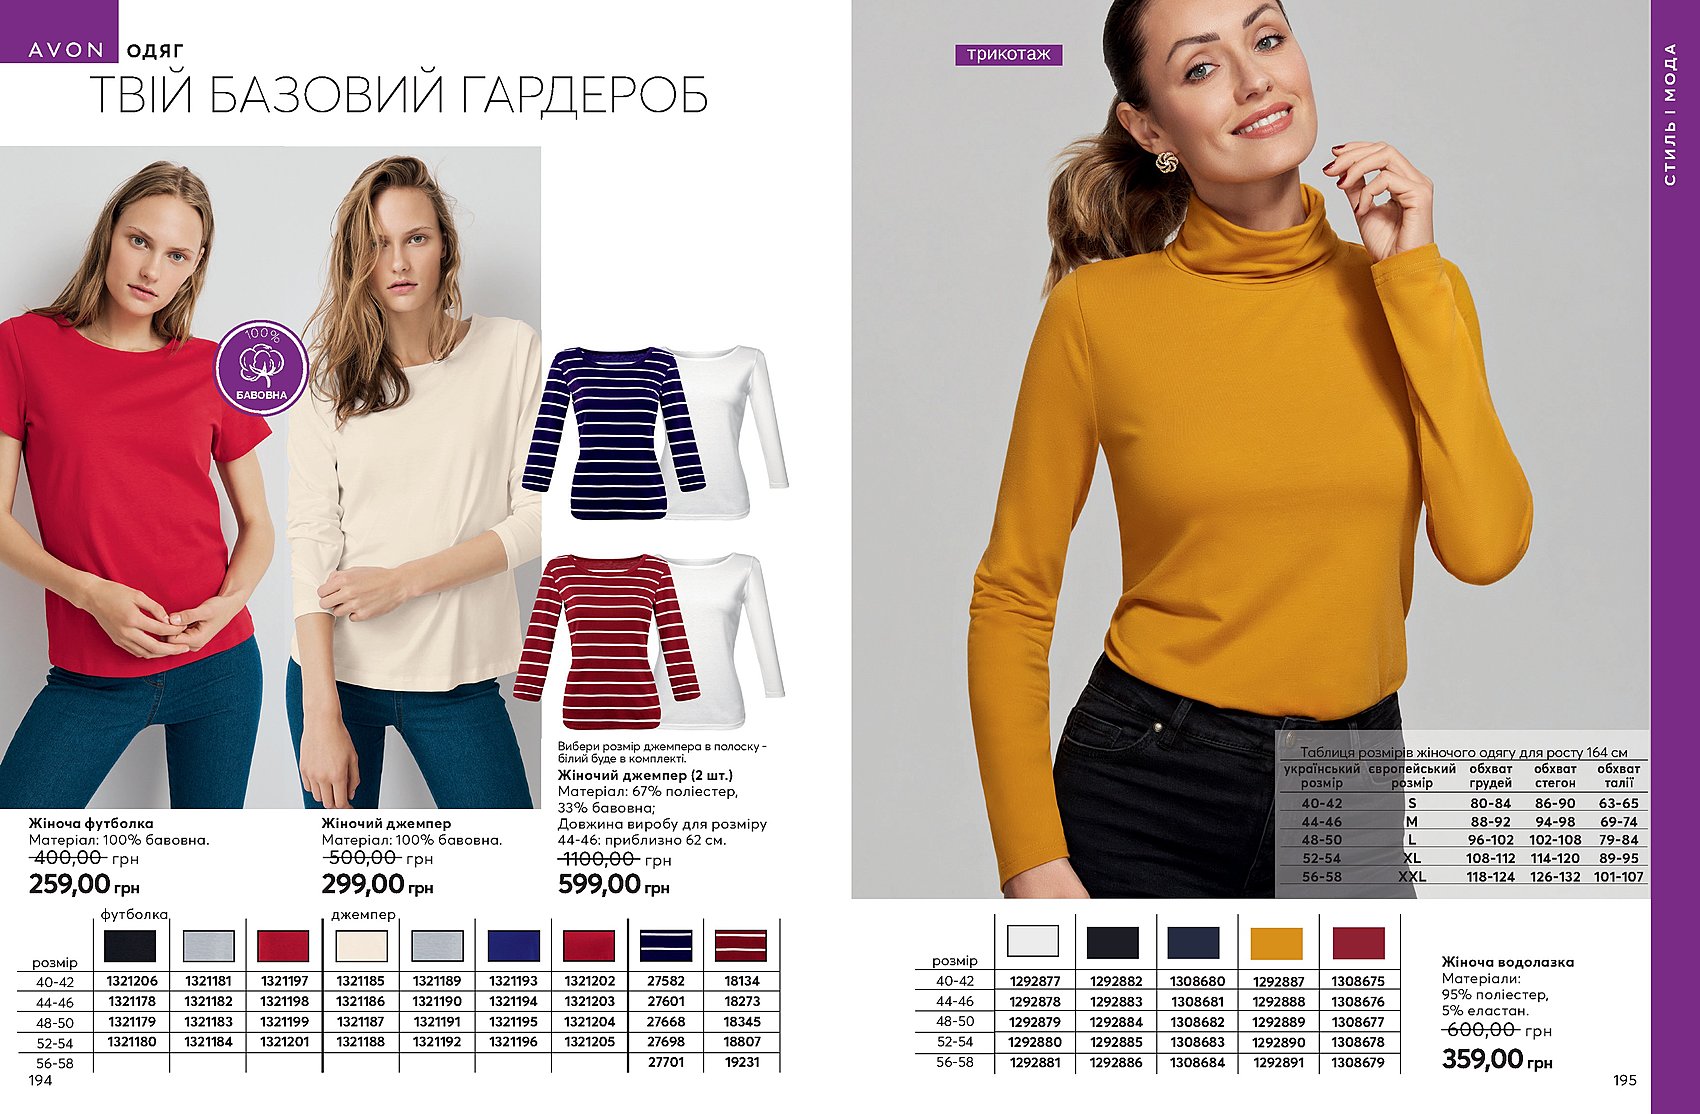 AVON ОДЯГ
ТВІЙ БАЗОВИЙ ГАРДЕРОБ
100%
БАВОВНА
Вибери розмір джемпера в полоску -
білий буде в комплекті.
Жіночий джемпер (2 шт.)
Матеріал: 67% поліестер,
33% бавовна;
Довжина виробу для розміру
44-46: приблизно 62 см.
1100,00 грн
599,00 грн
Жіноча футболка
Матеріал: 100% бавовна.
400,00 грн
259,00 грн
Жіночий джемпер
Матеріал: 100% бавовна.
500,00 грн
299,00 грн
футболка джемпер
розмір
40-42 1321206 1321181 1321197 1321185 1321189 1321193 1321202 27582 18134
44-46 1321178 1321182 1321198 1321186 1321190 1321194 1321203 27601 18273
48-50 1321179 1321183 1321199 1321187 1321191 1321195 1321204 27668 18345
52-54 1321180 1321184 1321201 1321188 1321192 1321196 1321205 27698 18807
56-58 27701 19231
194
трикотаж
СТИЛЬ І МОДА
Таблиця розмірів жіночого одягу для росту 164 см
український європейський обхват обхват обхват
розмір розмір грудей стегон талії
40-42 S 80-84 86-90 63-65
44-46 M 88-92 94-98 69-74
48-50 L 96-102 102-108 79-84
52-54 XL 108-112 114-120 89-95
56-58 XXL 118-124 126-132 101-107
розмір
40-42 1292877 1292882 1308680 1292887 1308675
44-46 1292878 1292883 1308681 1292888 1308676
48-50 1292879 1292884 1308682 1292889 1308677
52-54 1292880 1292885 1308683 1292890 1308678
56-58 1292881 1292886 1308684 1292891 1308679
Жіноча водолазка
Матеріали:
95% поліестер,
5% еластан.
600,00 грн
359,00 грн
195